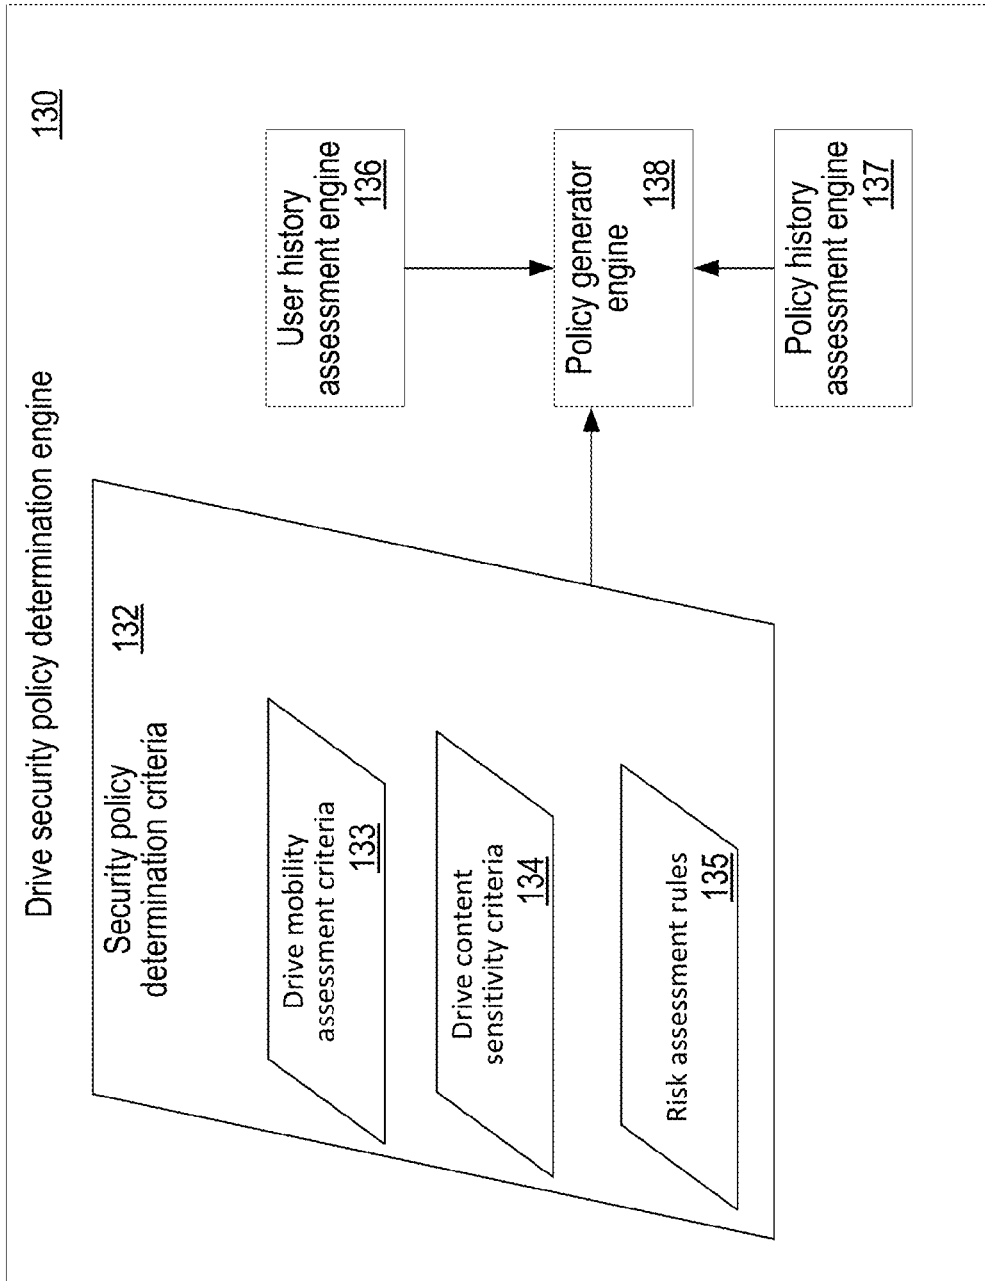 Drive security policy determination engine
130
Security policy
determination criteria
132
Drive mobility
assessment criteria
133
Drive content
sensitivity criteria
134
Risk assessment rules
135
User history
assessment engine
136
Policy generator
engine
138
Policy history
assessment engine
137